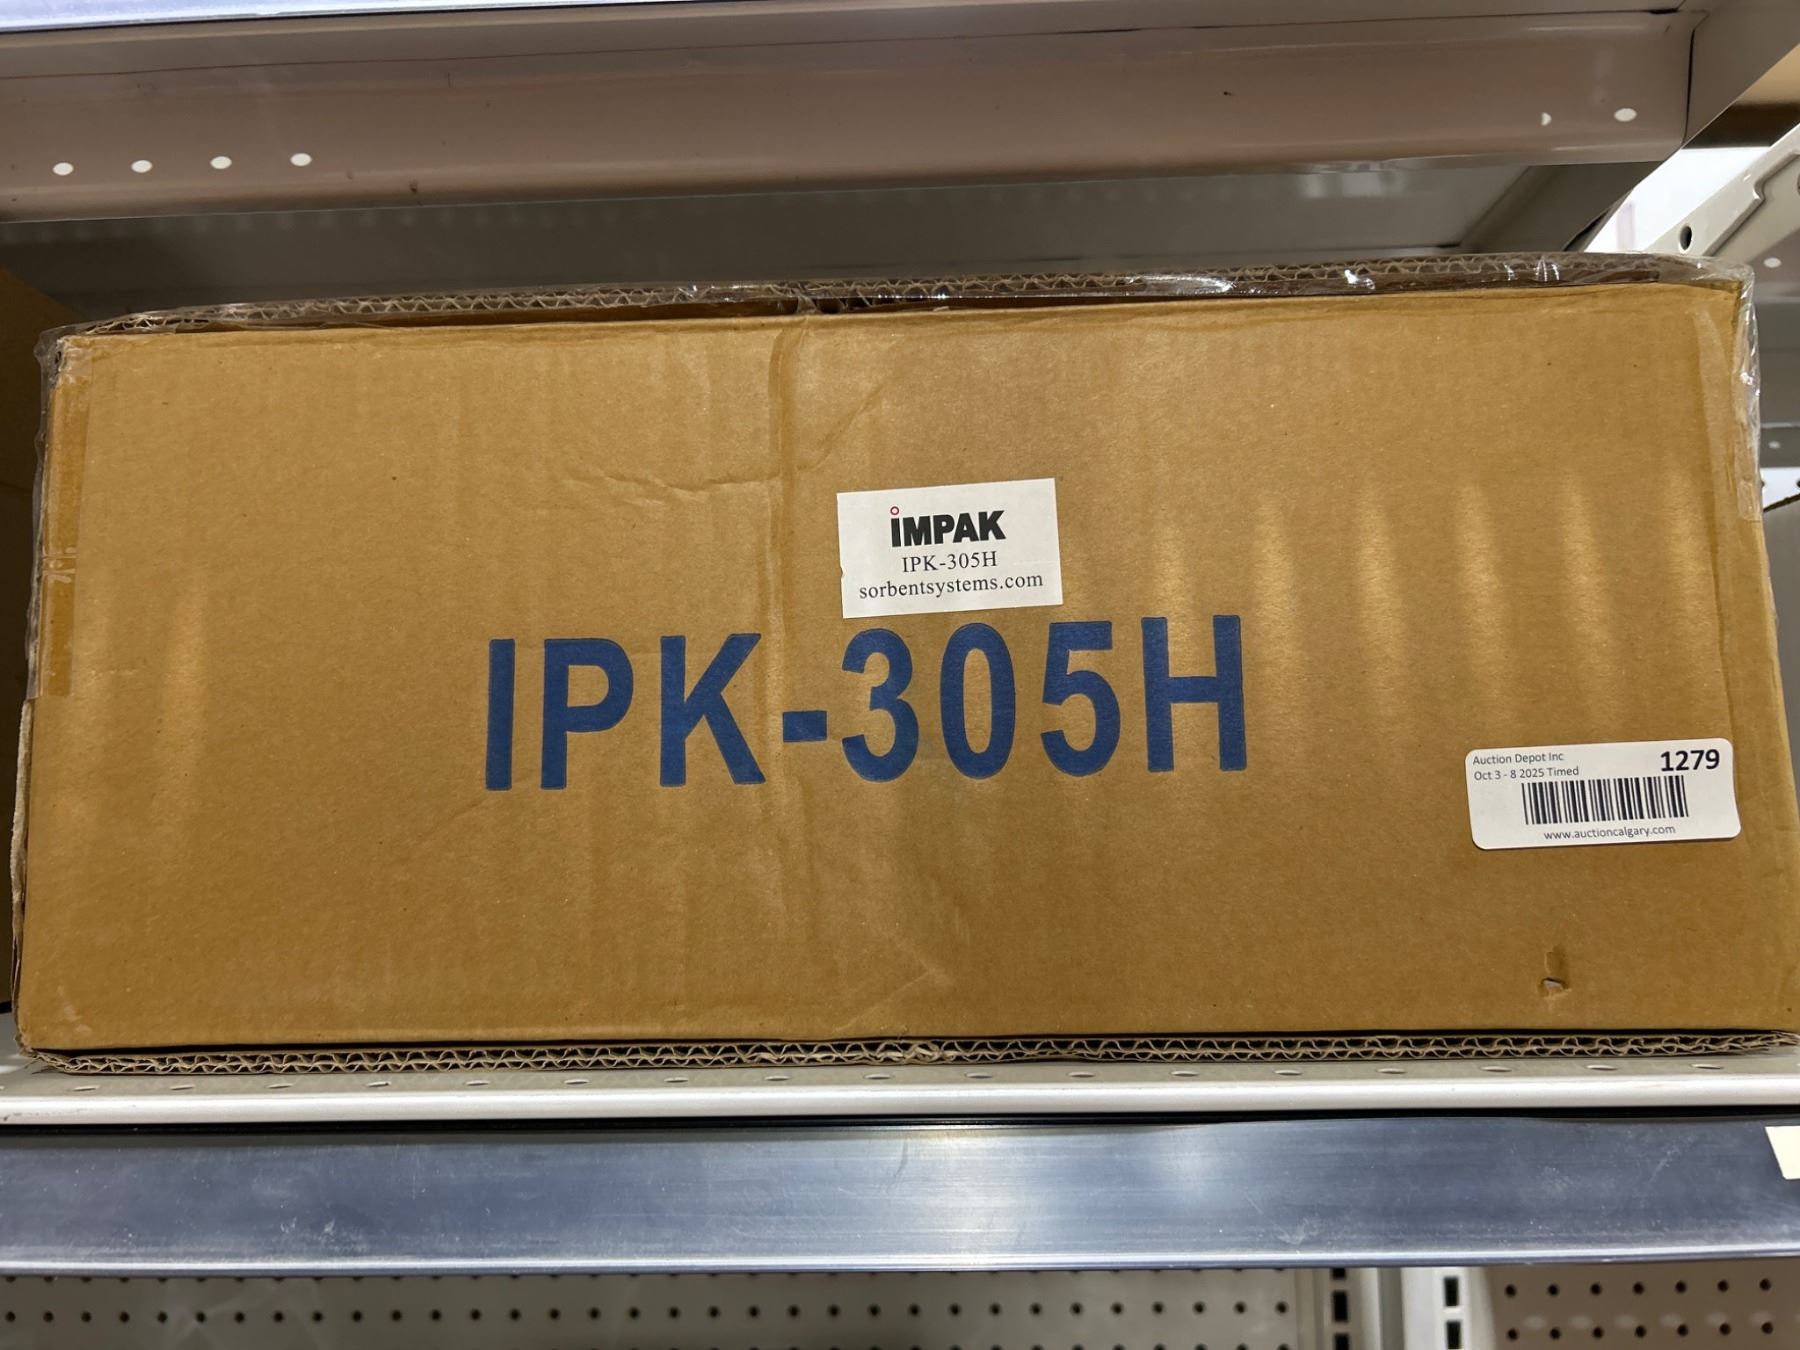 iMPAK
IPK-305H
sorbentsystems.com
IPK-305H
Auction Depot Inc 1279
Oct 3 - 8 2025 Timed
www.auctioncalgary.com